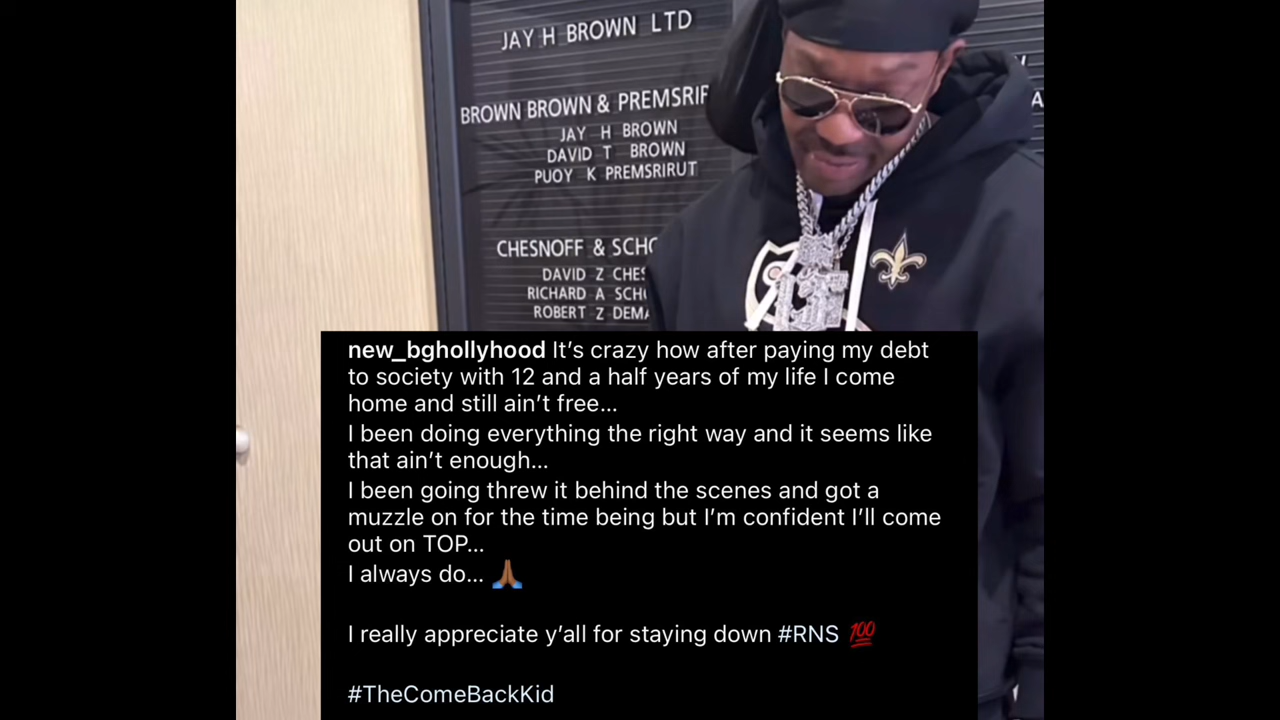 JAY H BROWN LTD
BROWN BROWN & PREMSRIR
JAY H BROWN
DAVID T BROWN
PUOY K PREMSRIRUT
CHESNOFF & SCHO
DAVID Z CHES
RICHARD A SCH
ROBERT Z DEM
new_bghollyhood It’s crazy how after paying my debt
to society with 12 and a half years of my life I come
home and still ain’t free...
I been doing everything the right way and it seems like
that ain’t enough...
I been going threw it behind the scenes and got a
muzzle on for the time being but I’m confident I’ll come
out on TOP...
I always do... 🙏🏾
I really appreciate y’all for staying down #RNS 💯
#TheComeBackKid